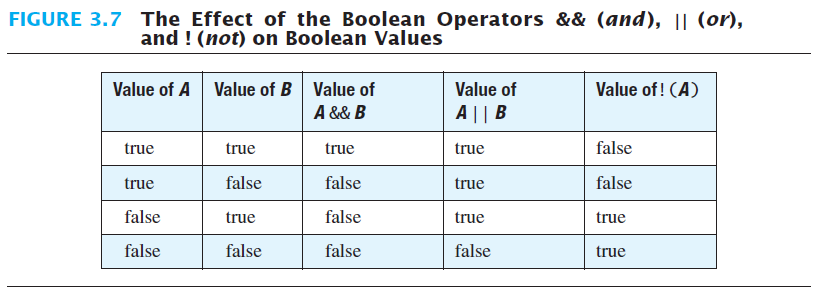 FIGURE 3.7 The Effect of the Boolean Operators && (and), || (or),
and ! (not) on Boolean Values
Value of A Value of B Value of A && B Value of A || B Value of! (A)
true true true true false
true false false true false
false true false true true
false false false false true